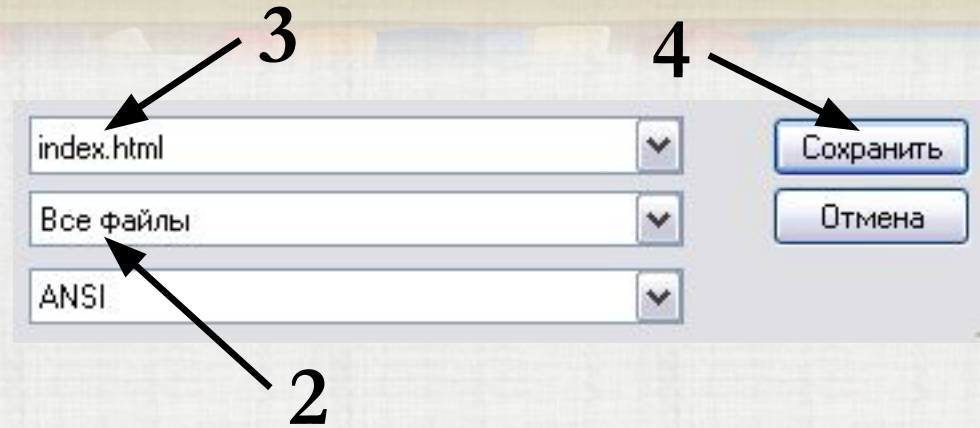 3
4
index.html
Сохранить
Все файлы
Отмена
ANSI
2